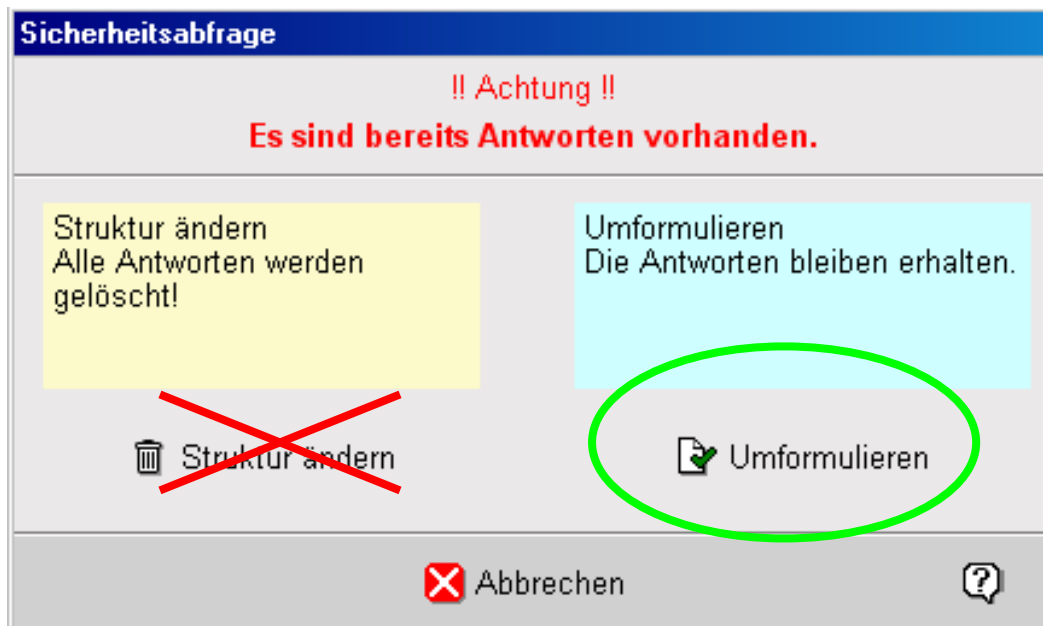 Sicherheitsabfrage
!! Achtung !!
Es sind bereits Antworten vorhanden.
Struktur ändern
Alle Antworten werden
gelöscht!
Umformulieren
Die Antworten bleiben erhalten.
Struktur ändern
Umformulieren
Abbrechen
?